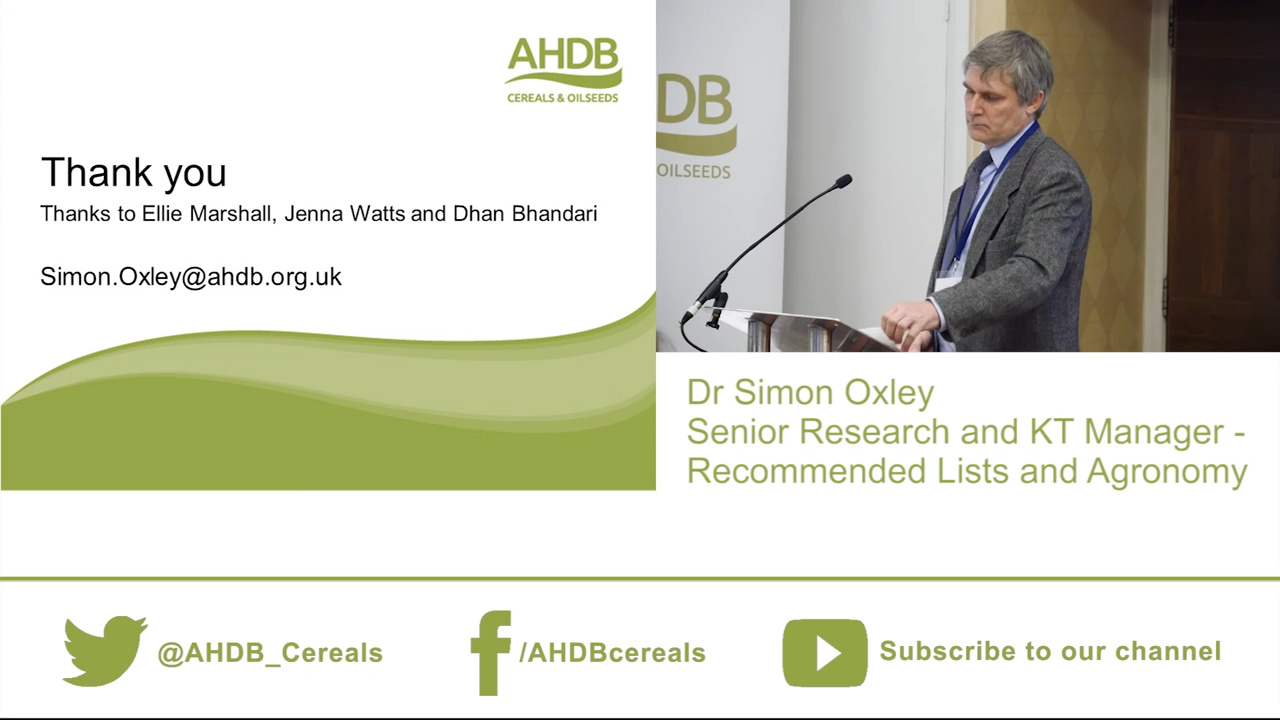 AHDB
CEREALS & OILSEEDS
Thank you
Thanks to Ellie Marshall, Jenna Watts and Dhan Bhandari
Simon.Oxley@ahdb.org.uk
HDB
OILSEEDS
Dr Simon Oxley
Senior Research and KT Manager -
Recommended Lists and Agronomy
@AHDB_Cereals
/AHDBcereals
Subscribe to our channel